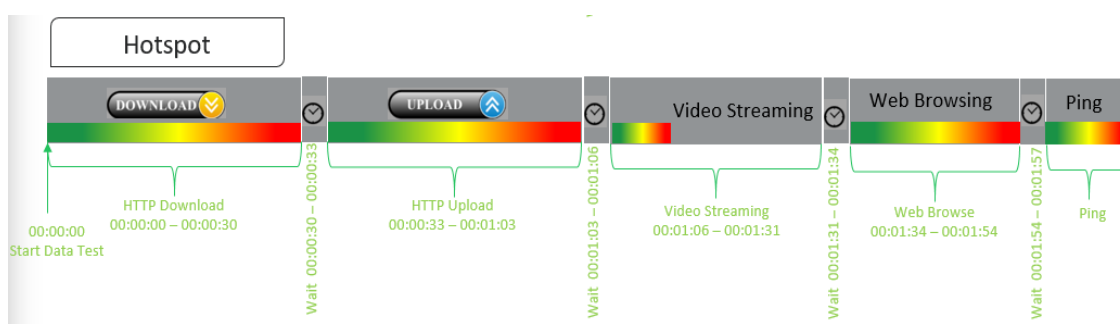 Hotspot
DOWNLOAD
UPLOAD
Video Streaming
Web Browsing
Ping
00:00:00
Start Data Test
HTTP Download
00:00:00 – 00:00:30
Wait 00:00:30 – 00:00:33
HTTP Upload
00:00:33 – 00:01:03
Wait 00:01:03 – 00:01:06
Video Streaming
00:01:06 – 00:01:31
Wait 00:01:31 – 00:01:34
Web Browse
00:01:34 – 00:01:54
Wait 00:01:54 – 00:01:57
Ping